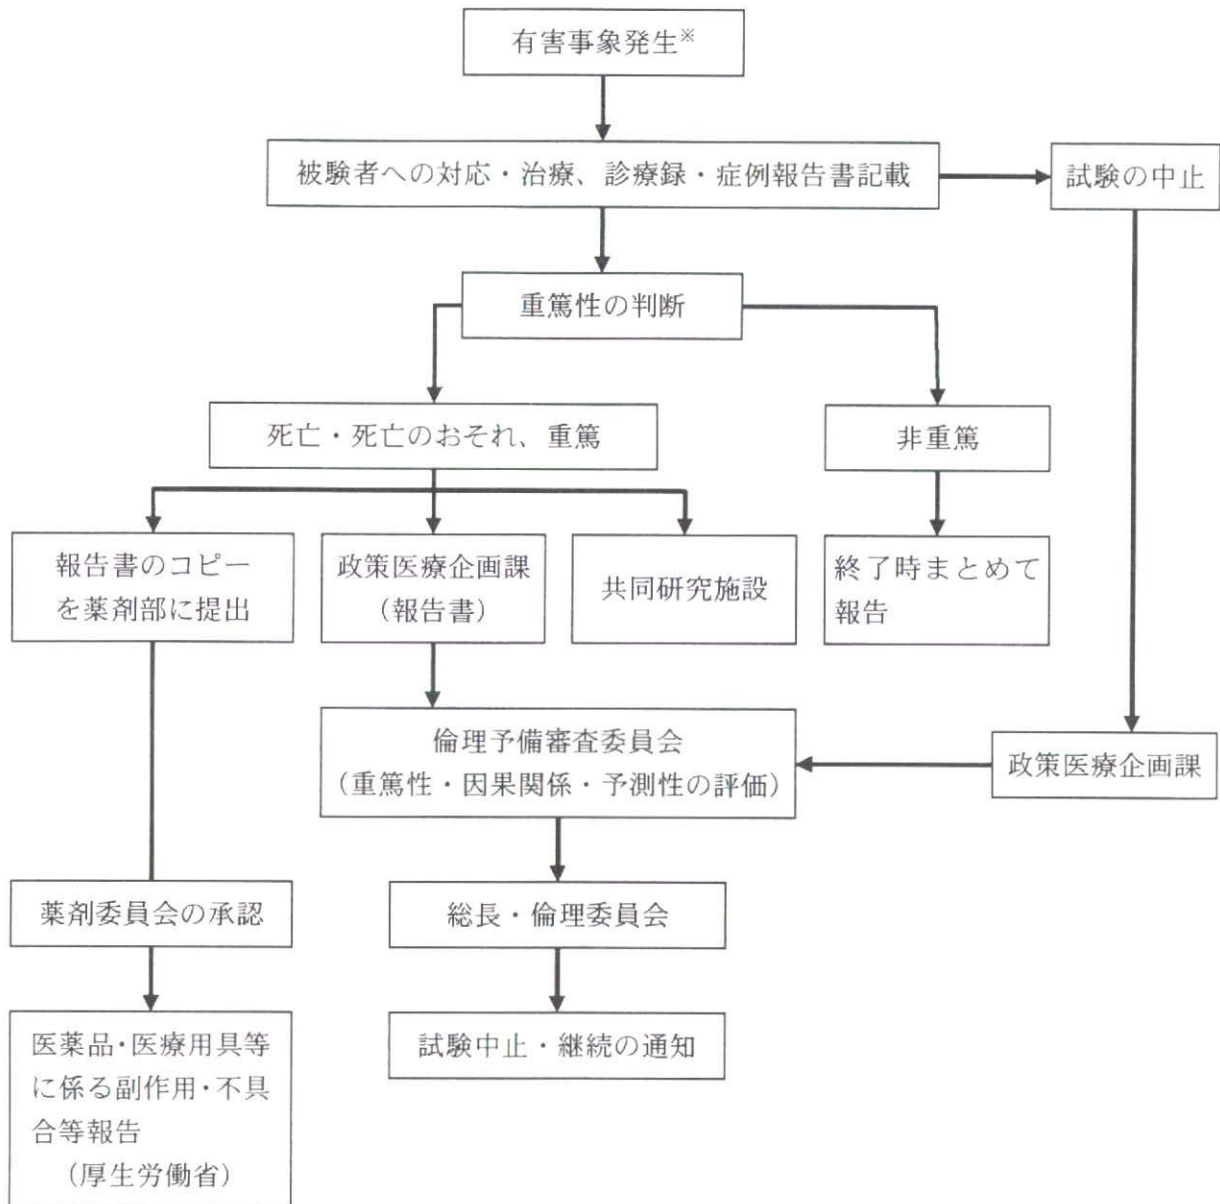 有害事象発生※
被験者への対応・治療、診療録・症例報告書記載
試験の中止
重篤性の判断
死亡・死亡のおそれ、重篤
非重篤
報告書のコピー
を薬剤部に提出
政策医療企画課
（報告書）
共同研究施設
終了時まとめて
報告
倫理予備審査委員会
（重篤性・因果関係・予測性の評価）
政策医療企画課
薬剤委員会の承認
総長・倫理委員会
医薬品・医療用具等
に係る副作用・不具
合等報告
（厚生労働省）
試験中止・継続の通知